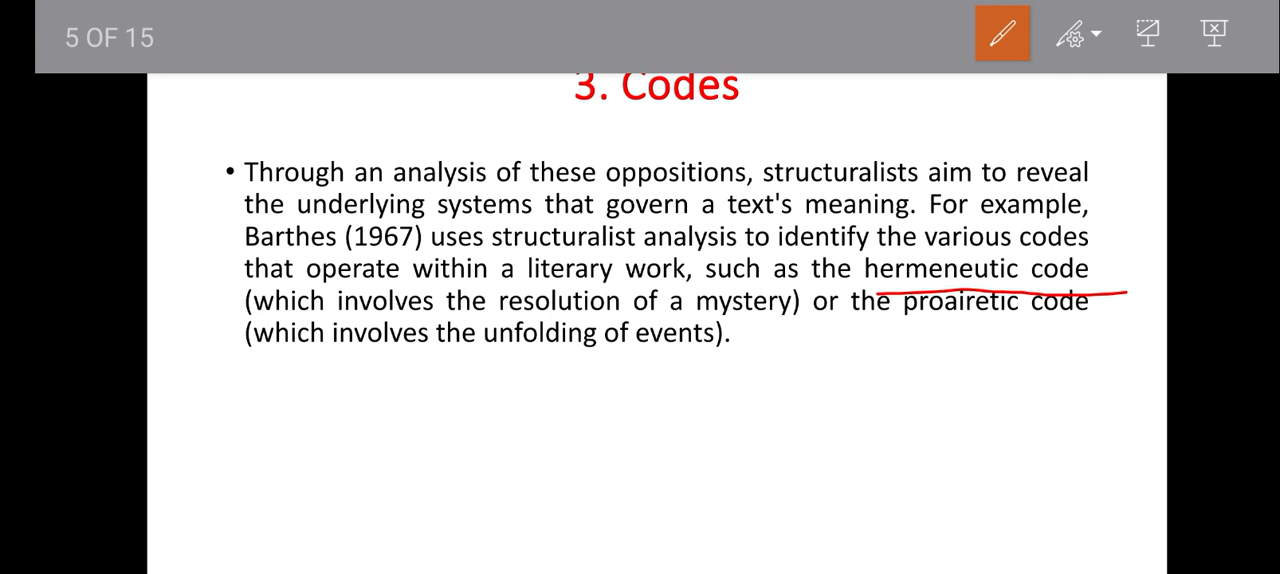 5 OF 15
3. Codes
• Through an analysis of these oppositions, structuralists aim to reveal
the underlying systems that govern a text's meaning. For example,
Barthes (1967) uses structuralist analysis to identify the various codes
that operate within a literary work, such as the hermeneutic code
(which involves the resolution of a mystery) or the proairetic code
(which involves the unfolding of events).